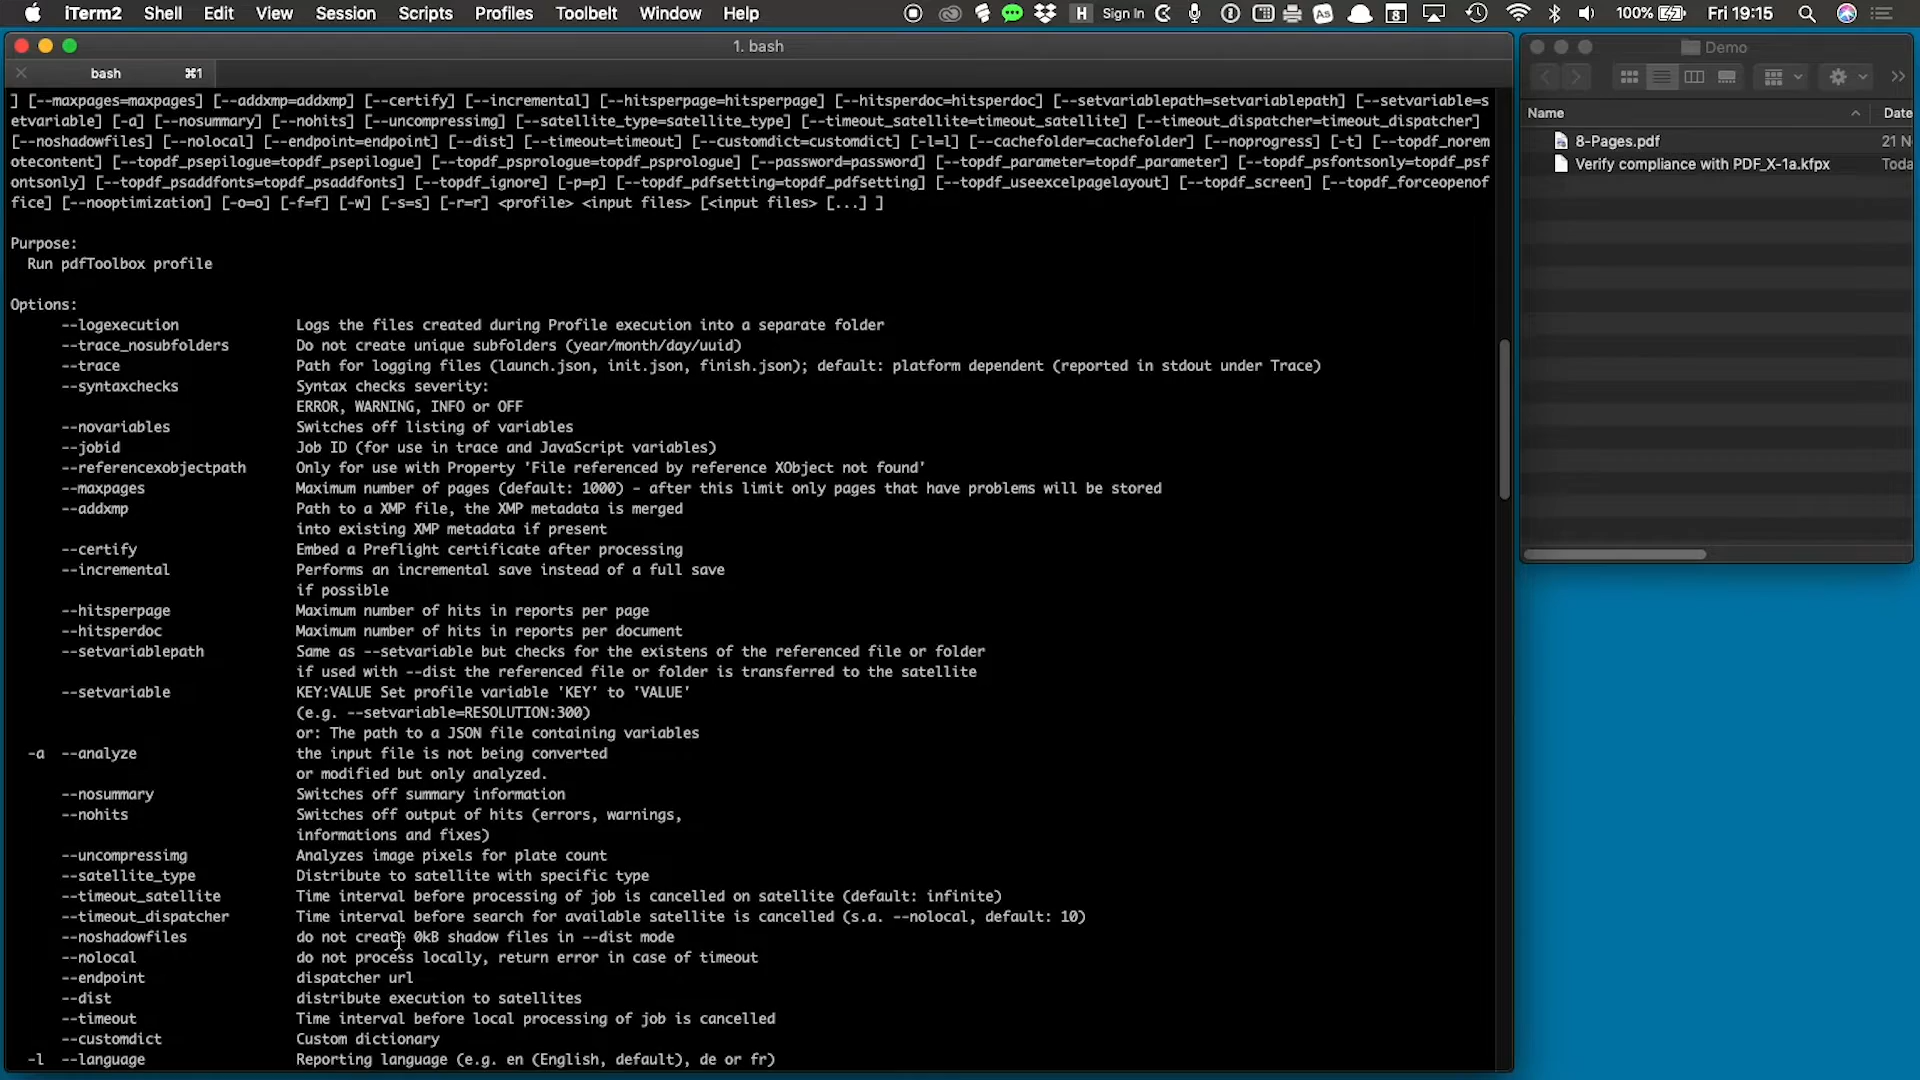 iTerm2 Shell Edit View Session Scripts Profiles Toolbelt Window Help Sign In 100% Fri 19:15
1. bash
bash ⌘1
] [--maxpages=maxpages] [--addxmp=addxmp] [--certify] [--incremental] [--hitsperpage=hitsperpage] [--hitsperdoc=hitsperdoc] [--setvariablepath=setvariablepath] [--setvariable=s
etvariable] [-a] [--nosummary] [--nohits] [--uncompressimg] [--satellite_type=satellite_type] [--timeout_satellite=timeout_satellite] [--timeout_dispatcher=timeout_dispatcher]
[--noshadowfiles] [--nolocal] [--endpoint=endpoint] [--dist] [--timeout=timeout] [--customdict=customdict] [-l=l] [--cachefolder=cachefolder] [--noprogress] [-t] [--topdf_norem
otecontent] [--topdf_psepilogue=topdf_psepilogue] [--topdf_psprologue=topdf_psprologue] [--password=password] [--topdf_parameter=topdf_parameter] [--topdf_psfontsonly=topdf_psf
ontsonly] [--topdf_psaddfonts=topdf_psaddfonts] [--topdf_ignore] [-p=p] [--topdf_pdfsetting=topdf_pdfsetting] [--topdf_useexcelpagelayout] [--topdf_screen] [--topdf_forceopenof
fice] [--nooptimization] [-o=o] [-f=f] [-w] [-s=s] [-r=r] <profile> <input files> [<input files> [...] ]
Purpose:
Run pdfToolbox profile
Options:
--logexecution Logs the files created during Profile execution into a separate folder
--trace_nosubfolders Do not create unique subfolders (year/month/day/uuid)
--trace Path for logging files (launch.json, init.json, finish.json); default: platform dependent (reported in stdout under Trace)
--syntaxchecks Syntax checks severity:
ERROR, WARNING, INFO or OFF
--novariables Switches off listing of variables
--jobid Job ID (for use in trace and JavaScript variables)
--referencexobjectpath Only for use with Property 'File referenced by reference XObject not found'
--maxpages Maximum number of pages (default: 1000) - after this limit only pages that have problems will be stored
--addxmp Path to a XMP file, the XMP metadata is merged
into existing XMP metadata if present
--certify Embed a Preflight certificate after processing
--incremental Performs an incremental save instead of a full save
if possible
--hitsperpage Maximum number of hits in reports per page
--hitsperdoc Maximum number of hits in reports per document
--setvariablepath Same as --setvariable but checks for the existens of the referenced file or folder
if used with --dist the referenced file or folder is transferred to the satellite
--setvariable KEY:VALUE Set profile variable 'KEY' to 'VALUE'
(e.g. --setvariable=RESOLUTION:300)
or: The path to a JSON file containing variables
-a --analyze the input file is not being converted
or modified but only analyzed.
--nosummary Switches off summary information
--nohits Switches off output of hits (errors, warnings,
informations and fixes)
--uncompressimg Analyzes image pixels for plate count
--satellite_type Distribute to satellite with specific type
--timeout_satellite Time interval before processing of job is cancelled on satellite (default: infinite)
--timeout_dispatcher Time interval before search for available satellite is cancelled (s.a. --nolocal, default: 10)
--noshadowfiles do not create 0kB shadow files in --dist mode
--nolocal do not process locally, return error in case of timeout
--endpoint dispatcher url
--dist distribute execution to satellites
--timeout Time interval before local processing of job is cancelled
--customdict Custom dictionary
-l --language Reporting language (e.g. en (English, default), de or fr)
Demo
Name Date
8-Pages.pdf 21 N
Verify compliance with PDF_X-1a.kfpx Toda